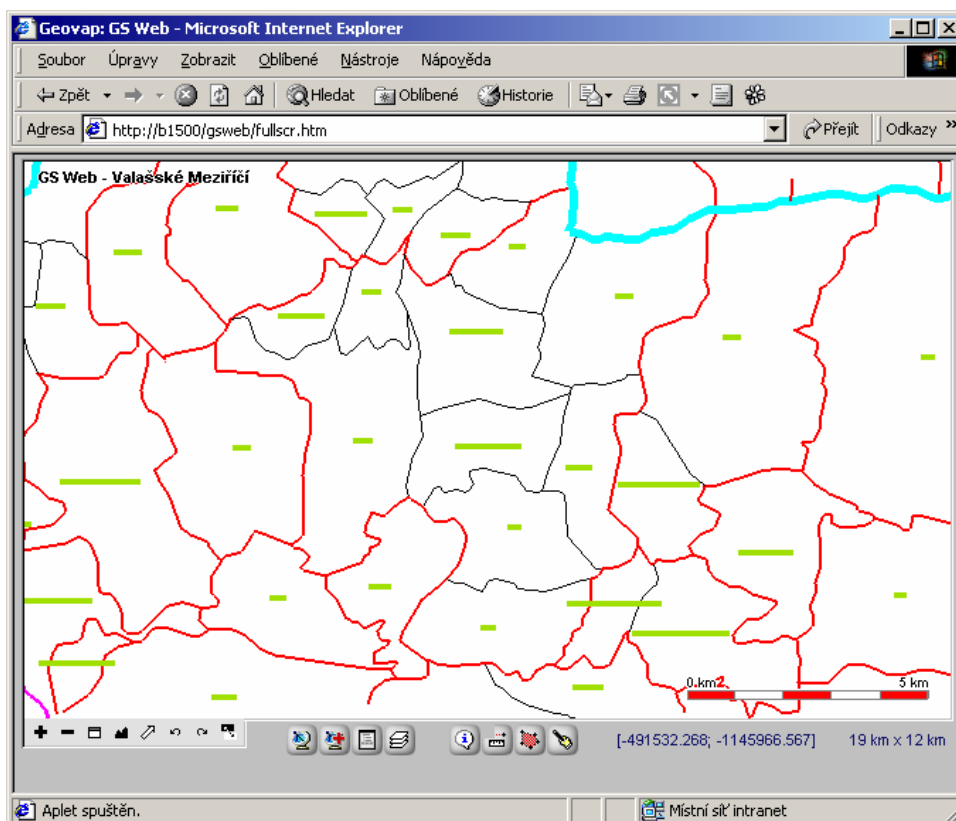 Geovap: GS Web - Microsoft Internet Explorer
Soubor Úpravy Zobrazit Oblíbené Nástroje Nápověda
Zpět Hledat Oblíbené Historie
Adresa http://b1500/gsweb/fullscr.htm Přejít Odkazy »
GS Web - Valašské Meziříčí
0 km 2. 5 km
[-491532.268; -1145966.567] 19 km x 12 km
Aplet spuštěn. Místní síť intranet